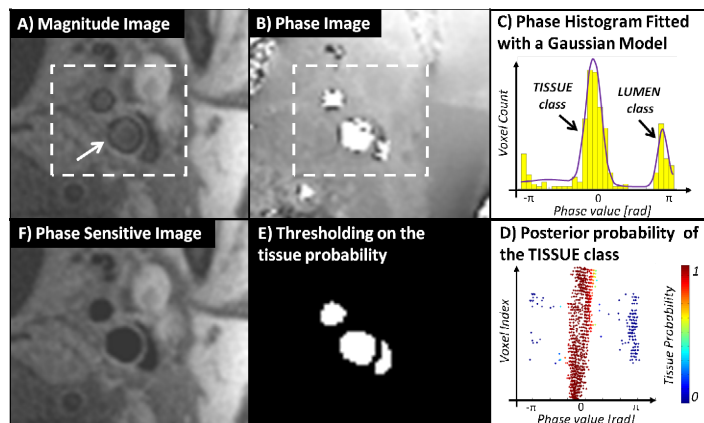 A) Magnitude Image
B) Phase Image
C) Phase Histogram Fitted
with a Gaussian Model
TISSUE
class
LUMEN
class
Voxel Count
-π
0
π
Phase value [rad]
F) Phase Sensitive Image
E) Thresholding on the
tissue probability
D) Posterior probability of
the TISSUE class
Voxel Index
-π
0
π
Phase value [rad]
1
Tissue Probability
0